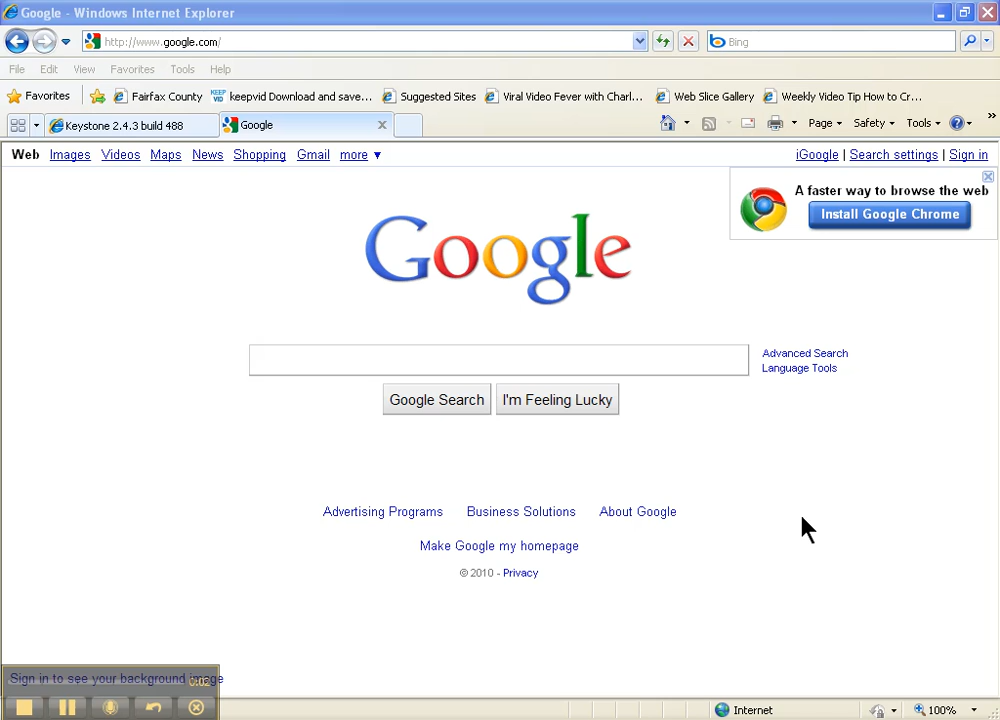 Google - Windows Internet Explorer
http://www.google.com/
Bing
File Edit View Favorites Tools Help
Favorites Fairfax County KEEP VID keepvid Download and save... Suggested Sites Viral Video Fever with Charl... Web Slice Gallery Weekly Video Tip How to Cr...
Keystone 2.4.3 build 488 Google Page Safety Tools »
Web Images Videos Maps News Shopping Gmail more ▼ iGoogle | Search settings | Sign in
A faster way to browse the web
Install Google Chrome
Google
Advanced Search
Language Tools
Google Search I'm Feeling Lucky
Advertising Programs Business Solutions About Google
Make Google my homepage
© 2010 - Privacy
Sign in to see your background image
0:02
Internet 100%